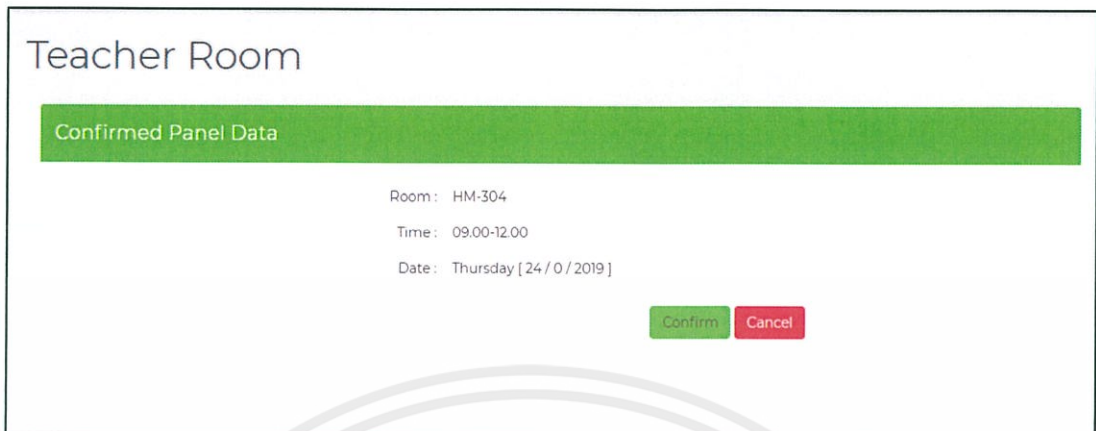 Teacher Room
Confirmed Panel Data
Room : HM-304
Time : 09.00-12.00
Date : Thursday [ 24 / 0 / 2019 ]
Confirm Cancel